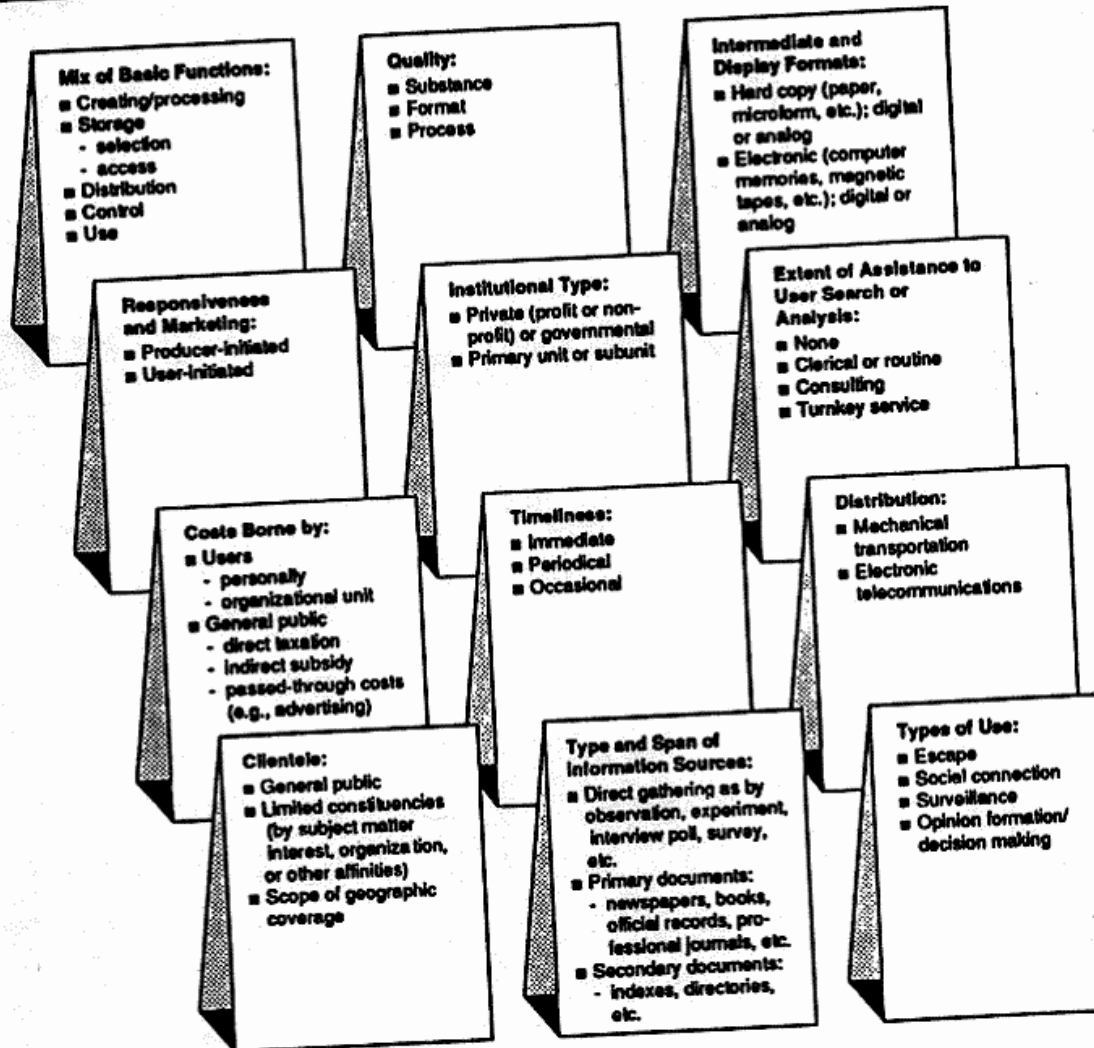 Mix of Basic Functions:
■ Creating/processing
■ Storage
- selection
- access
■ Distribution
■ Control
■ Use
Quality:
■ Substance
■ Format
■ Process
Intermediate and
Display Formats:
■ Hard copy (paper,
microform, etc.); digital
or analog
■ Electronic (computer
memories, magnetic
tapes, etc.); digital or
analog
Responsiveness
and Marketing:
■ Producer-initiated
■ User-initiated
Institutional Type:
■ Private (profit or non-
profit) or governmental
■ Primary unit or subunit
Extent of Assistance to
User Search or
Analysis:
■ None
■ Clerical or routine
■ Consulting
■ Turnkey service
Costs Borne by:
■ Users
- personally
- organizational unit
■ General public
- direct taxation
- indirect subsidy
- passed-through costs
(e.g., advertising)
Timeliness:
■ Immediate
■ Periodical
■ Occasional
Distribution:
■ Mechanical
transportation
■ Electronic
telecommunications
Clientele:
■ General public
■ Limited constituencies
(by subject matter
interest, organization,
or other affinities)
■ Scope of geographic
coverage
Type and Span of
Information Sources:
■ Direct gathering as by
observation, experiment,
interview poll, survey,
etc.
■ Primary documents:
- newspapers, books,
official records, pro-
fessional journals, etc.
■ Secondary documents:
- indexes, directories,
etc.
Types of Use:
■ Escape
■ Social connection
■ Surveillance
■ Opinion formation/
decision making